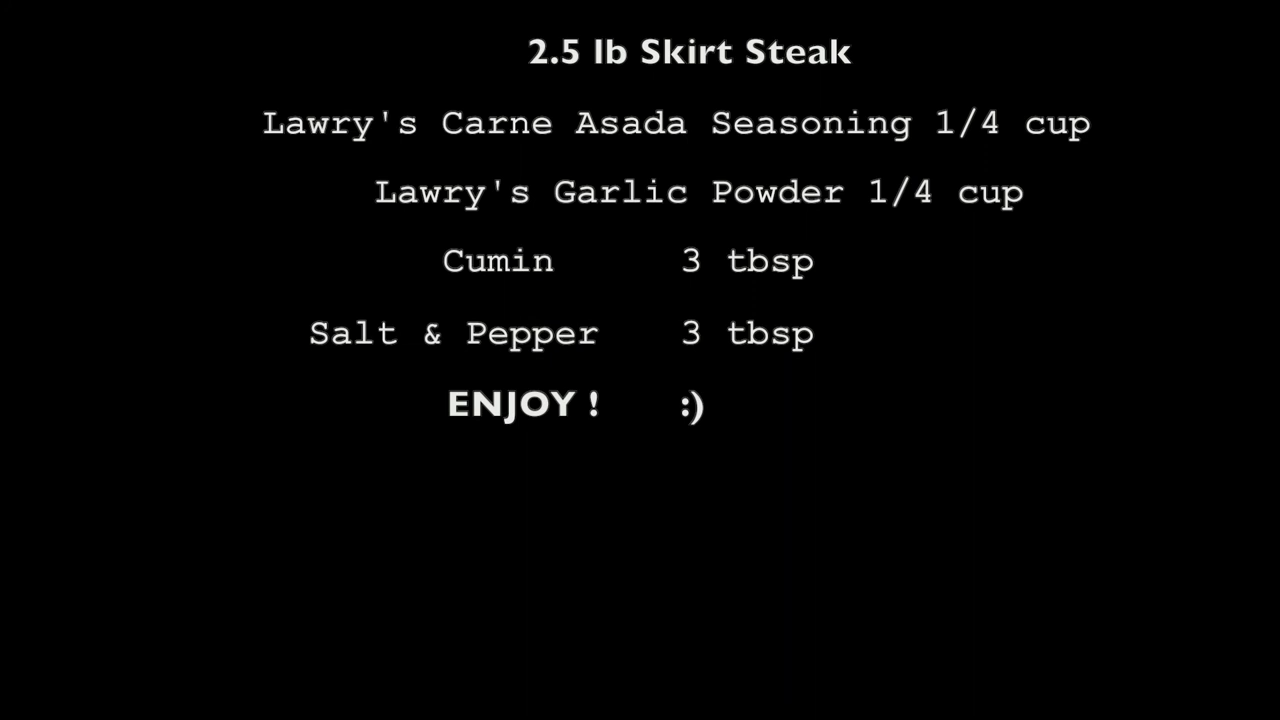 2.5 lb Skirt Steak
Lawry's Carne Asada Seasoning 1/4 cup
Lawry's Garlic Powder 1/4 cup
Cumin 3 tbsp
Salt & Pepper 3 tbsp
ENJOY ! :)